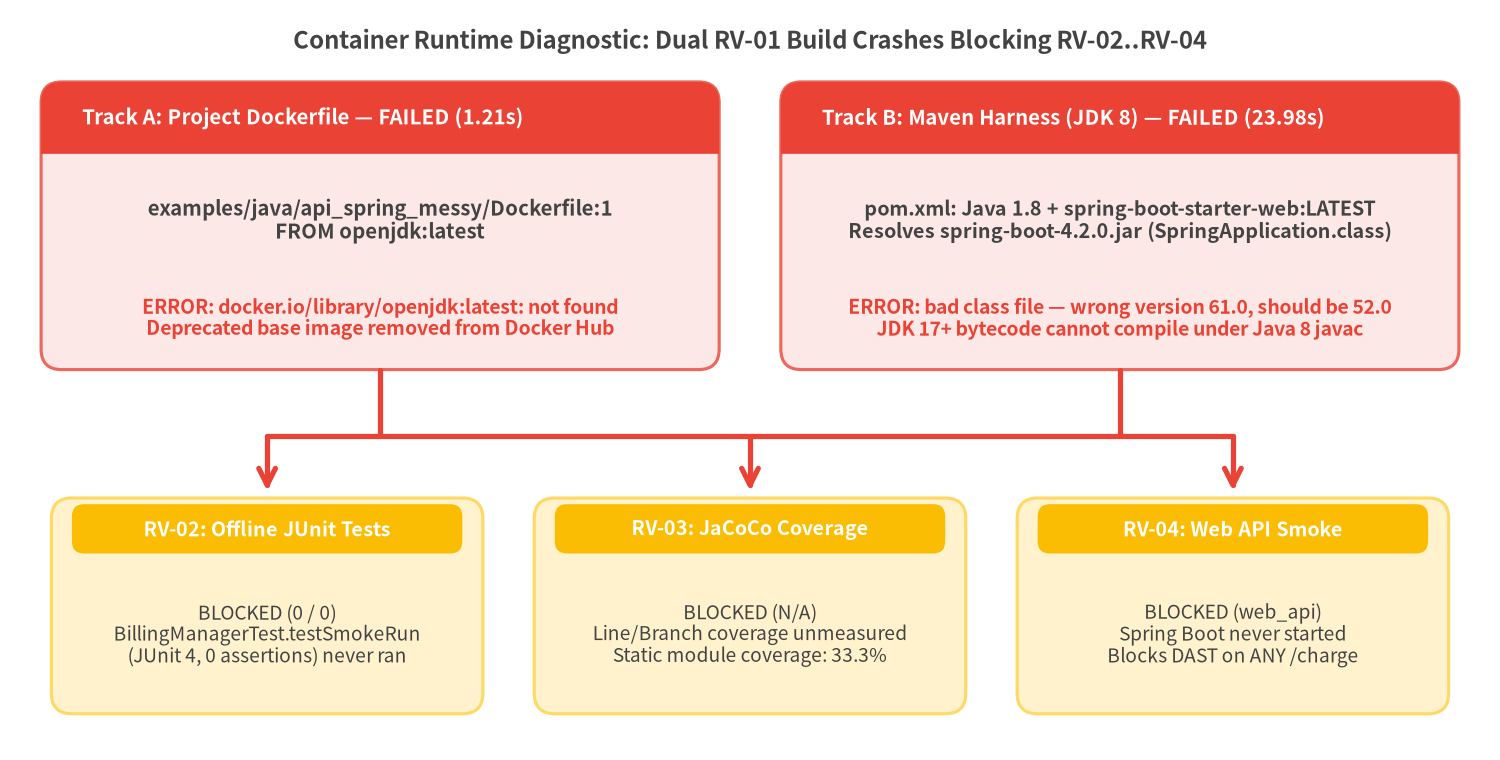 Container Runtime Diagnostic: Dual RV-01 Build Crashes Blocking RV-02..RV-04
Track A: Project Dockerfile — FAILED (1.21s)
examples/java/api_spring_messy/Dockerfile:1
FROM openjdk:latest
ERROR: docker.io/library/openjdk:latest: not found
Deprecated base image removed from Docker Hub
Track B: Maven Harness (JDK 8) — FAILED (23.98s)
pom.xml: Java 1.8 + spring-boot-starter-web:LATEST
Resolves spring-boot-4.2.0.jar (SpringApplication.class)
ERROR: bad class file — wrong version 61.0, should be 52.0
JDK 17+ bytecode cannot compile under Java 8 javac
RV-02: Offline JUnit Tests
BLOCKED (0 / 0)
BillingManagerTest.testSmokeRun
(JUnit 4, 0 assertions) never ran
RV-03: JaCoCo Coverage
BLOCKED (N/A)
Line/Branch coverage unmeasured
Static module coverage: 33.3%
RV-04: Web API Smoke
BLOCKED (web_api)
Spring Boot never started
Blocks DAST on ANY /charge